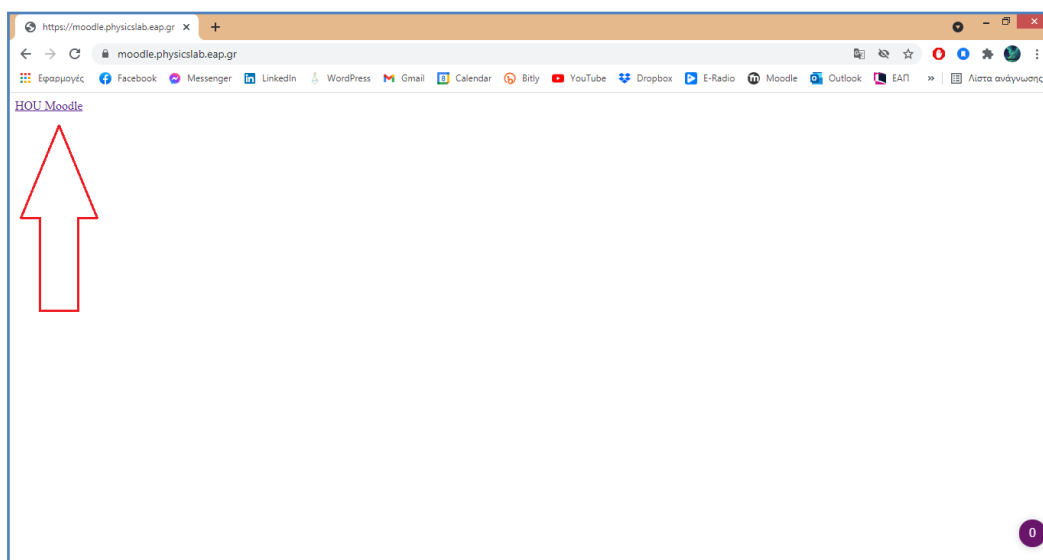 https://moodle.physicslab.eap.gr
moodle.physicslab.eap.gr
Εφαρμογές Facebook Messenger LinkedIn WordPress Gmail 8 Calendar Bitly YouTube Dropbox E-Radio Moodle Outlook ΕΑΠ » Λίστα ανάγνωσης
HOU Moodle
0